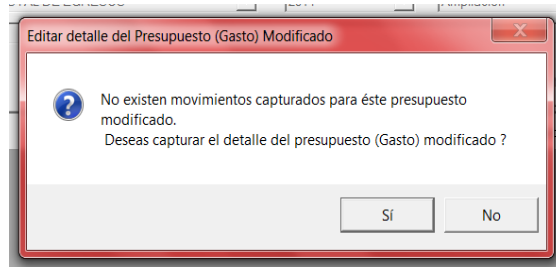 Editar detalle del Presupuesto (Gasto) Modificado
No existen movimientos capturados para éste presupuesto
modificado.
Deseas capturar el detalle del presupuesto (Gasto) modificado ?
Sí
No